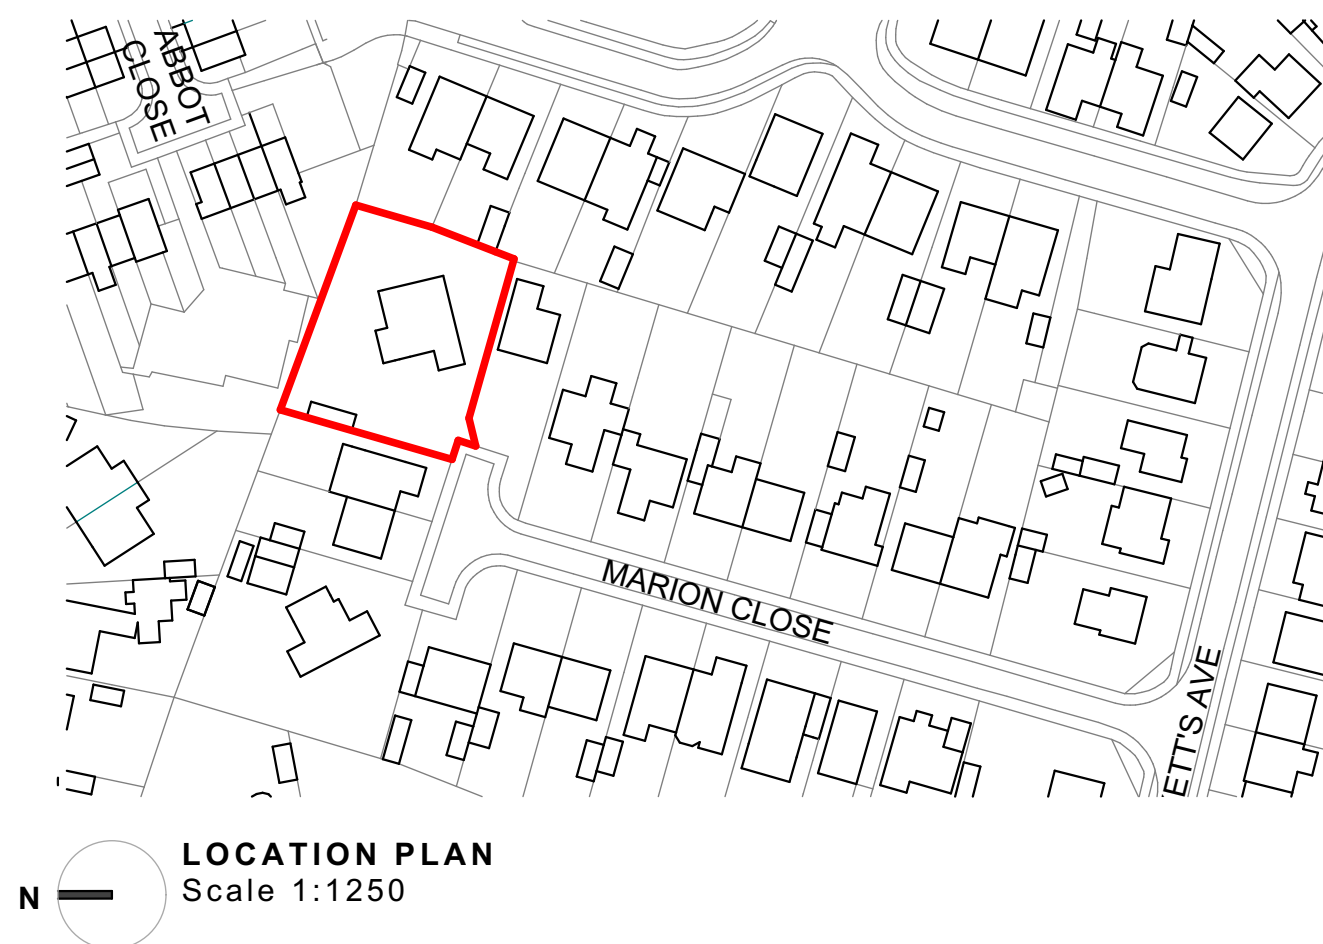 ABBOT
CLOSE
MARION CLOSE
ETT'S AVE
N
LOCATION PLAN
Scale 1:1250